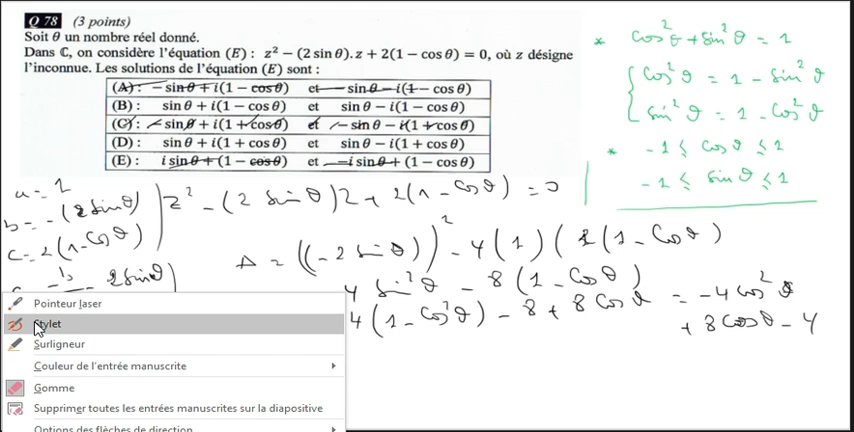 Q 78 (3 points)
Soit θ un nombre réel donné.
Dans ℂ, on considère l'équation (E) : z² − (2 sin θ).z + 2(1 − cos θ) = 0, où z désigne
l'inconnue. Les solutions de l'équation (E) sont :
(A) : − sin θ + i(1 − cos θ) et − sin θ − i(1 − cos θ)
(B) : sin θ + i(1 − cos θ) et sin θ − i(1 − cos θ)
(C) : − sin θ + i(1 + cos θ) et − sin θ − i(1 + cos θ)
(D) : sin θ + i(1 + cos θ) et sin θ − i(1 + cos θ)
(E) : i sin θ + (1 − cos θ) et − i sin θ + (1 − cos θ)
* cos²θ + sin²θ = 1
cos²θ = 1 − sin²θ
sin²θ = 1 − cos²θ
* −1 ≤ cos θ ≤ 1
−1 ≤ sin θ ≤ 1
a = 1
b = −(2 sin θ)
c = 2(1 − cos θ)
z² − (2 sin θ) z + 2(1 − cos θ) = 0
Δ = ((−2 sin θ))² − 4(1)(2(1 − cos θ)
4 sin²θ − 8(1 − cos θ)
4(1 − cos²θ) − 8 + 8 cos θ = −4 cos²θ
+ 8 cos θ − 4
−b 2 sin θ
Pointeur laser
Stylet
Surligneur
Couleur de l'entrée manuscrite
Gomme
Supprimer toutes les entrées manuscrites sur la diapositive
Options des flèches de direction